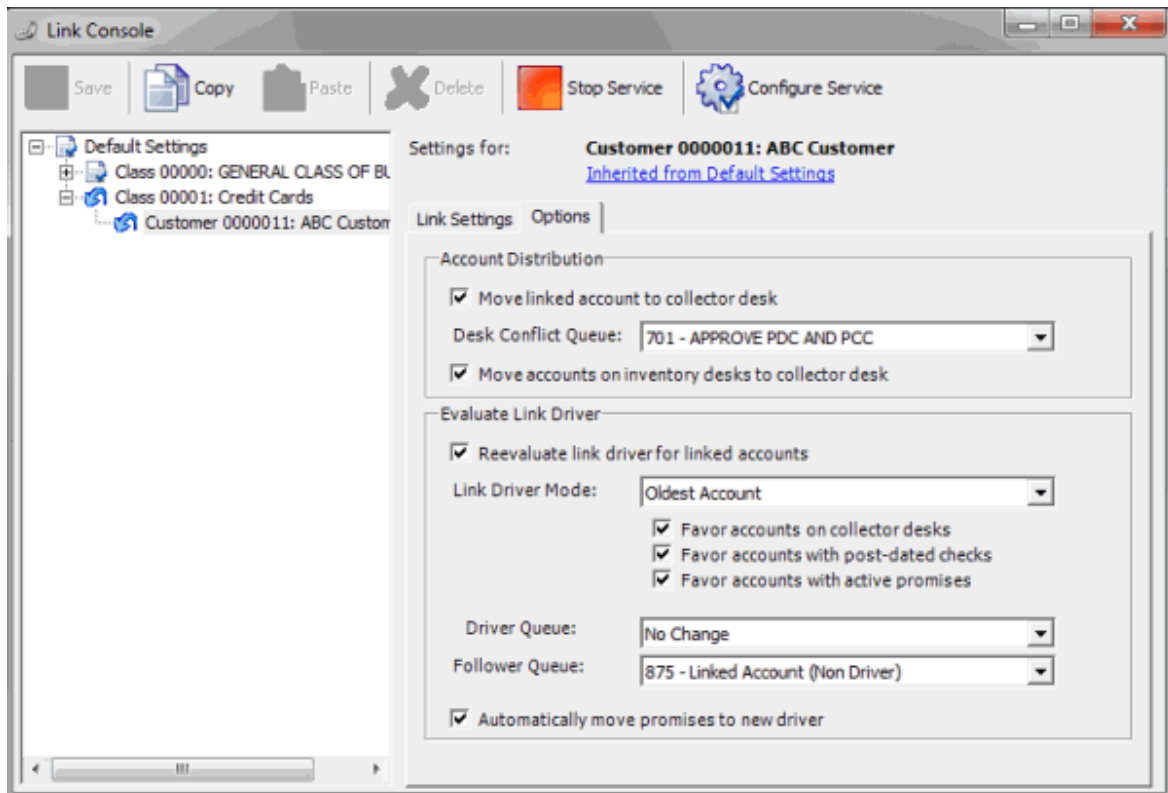 Link Console
Save Copy Paste Delete Stop Service Configure Service
Default Settings
Class 00000: GENERAL CLASS OF BU
Class 00001: Credit Cards
Customer 0000011: ABC Custom
Settings for: Customer 0000011: ABC Customer
Inherited from Default Settings
Link Settings Options
Account Distribution
Move linked account to collector desk
Desk Conflict Queue: 701 - APPROVE PDC AND PCC
Move accounts on inventory desks to collector desk
Evaluate Link Driver
Reevaluate link driver for linked accounts
Link Driver Mode: Oldest Account
Favor accounts on collector desks
Favor accounts with post-dated checks
Favor accounts with active promises
Driver Queue: No Change
Follower Queue: 875 - Linked Account (Non Driver)
Automatically move promises to new driver